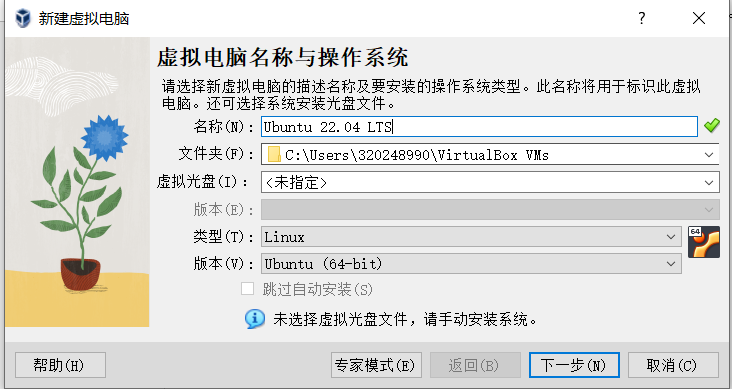 新建虚拟电脑
?
虚拟电脑名称与操作系统
请选择新虚拟电脑的描述名称及要安装的操作系统类型。此名称将用于标识此虚拟
电脑。还可选择系统安装光盘文件。
名称(N): Ubuntu 22.04 LTS
文件夹(F): C:\Users\320248990\VirtualBox VMs
虚拟光盘(I): <未指定>
版本(E):
类型(T): Linux
64
版本(V): Ubuntu (64-bit)
跳过自动安装(S)
未选择虚拟光盘文件，请手动安装系统。
帮助(H) 专家模式(E) 返回(B) 下一步(N) 取消(C)